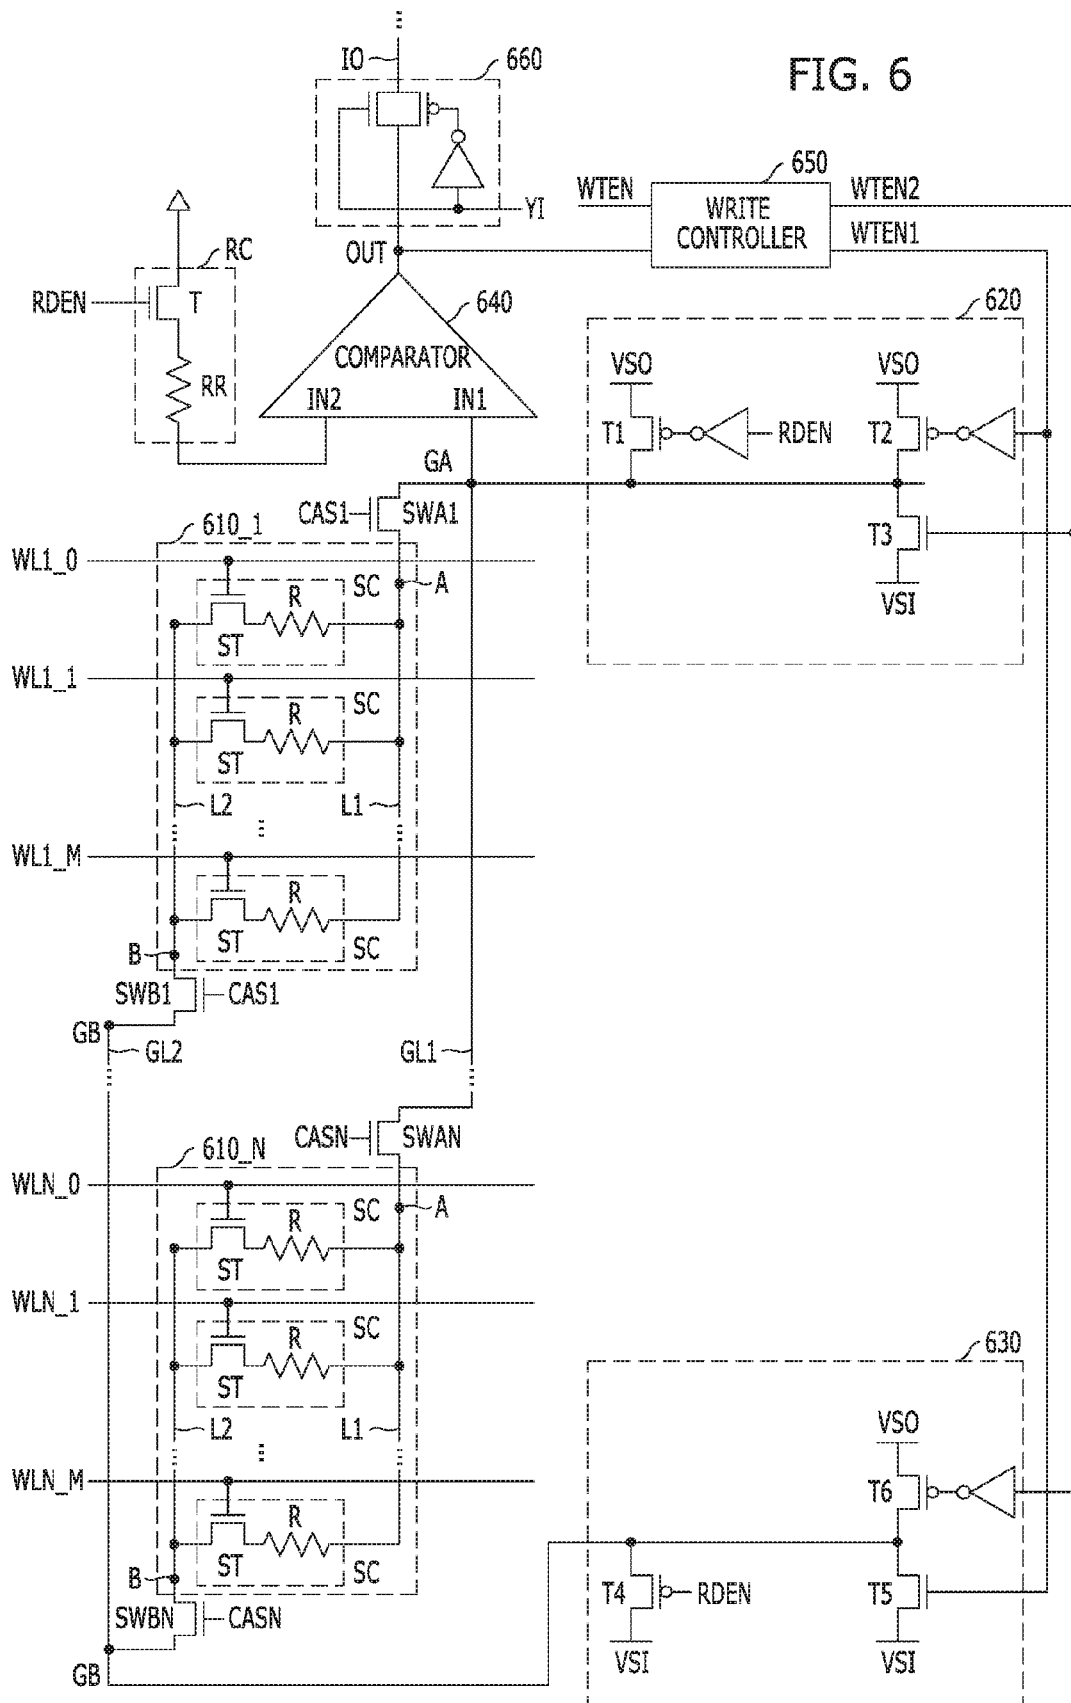 IO
660
FIG. 6
YI
OUT
WTEN
650
WRITE
CONTROLLER
WTEN2
WTEN1
RC
RDEN
T
RR
640
COMPARATOR
IN2
IN1
620
VSO
VSO
T1
RDEN
T2
T3
VSI
GA
CAS1
SWA1
610_1
WL1_0
SC
A
R
ST
WL1_1
SC
R
ST
L2
L1
WL1_M
R
ST
SC
B
SWB1
CAS1
GB
GL2
GL1
CASN
SWAN
610_N
WLN_0
SC
A
R
ST
WLN_1
SC
R
ST
L2
L1
WLN_M
R
ST
SC
B
SWBN
CASN
GB
630
VSO
T6
T4
RDEN
T5
VSI
VSI